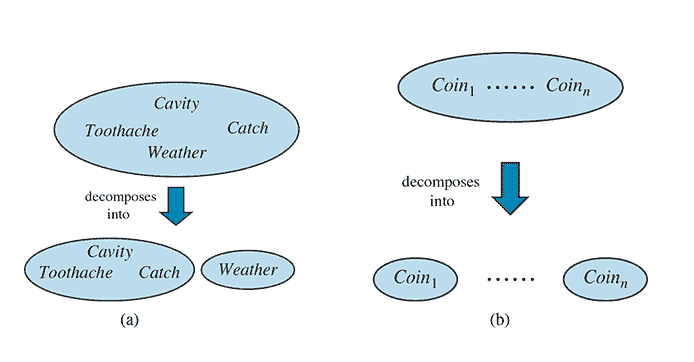 Cavity
Toothache Catch
Weather
decomposes
into
Cavity
Toothache Catch
Weather
(a)
Coin1 ...... Coinn
decomposes
into
Coin1 ...... Coinn
(b)